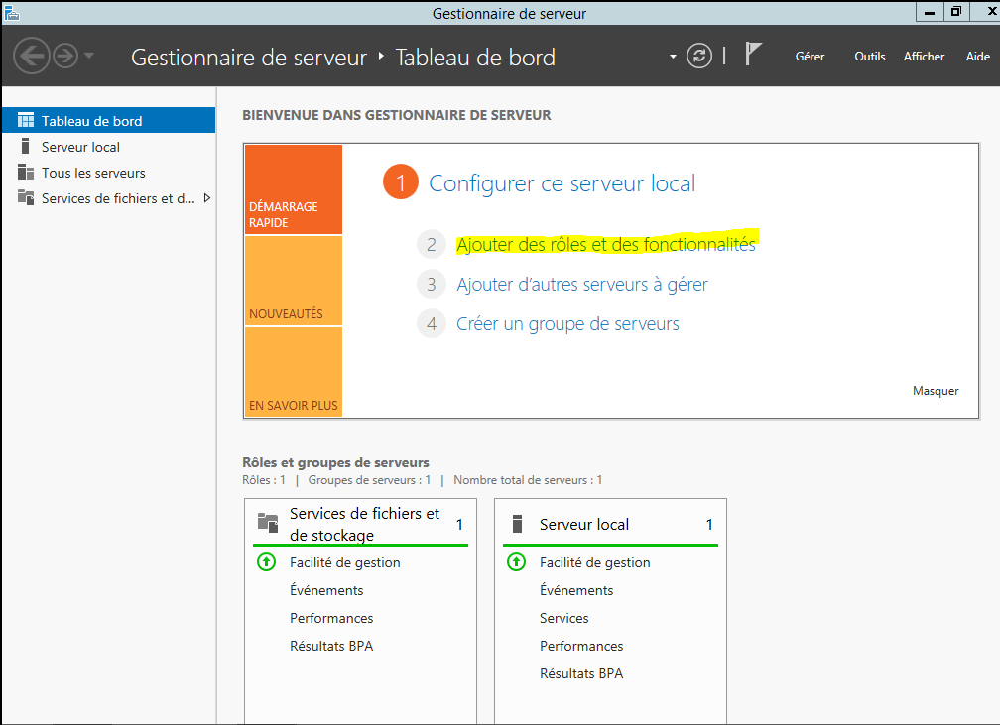 Gestionnaire de serveur
Gestionnaire de serveur ‣ Tableau de bord
Gérer Outils Afficher Aide
Tableau de bord
Serveur local
Tous les serveurs
Services de fichiers et d...
BIENVENUE DANS GESTIONNAIRE DE SERVEUR
DÉMARRAGE
RAPIDE
NOUVEAUTÉS
EN SAVOIR PLUS
1 Configurer ce serveur local
2 Ajouter des rôles et des fonctionnalités
3 Ajouter d’autres serveurs à gérer
4 Créer un groupe de serveurs
Masquer
Rôles et groupes de serveurs
Rôles : 1 | Groupes de serveurs : 1 | Nombre total de serveurs : 1
Services de fichiers et
de stockage 1
Facilité de gestion
Événements
Performances
Résultats BPA
Serveur local 1
Facilité de gestion
Événements
Services
Performances
Résultats BPA